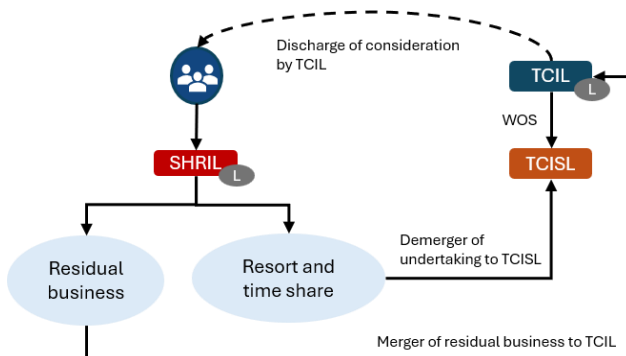 Discharge of consideration
by TCIL
TCIL
L
WOS
SHRIL
L
TCISL
Residual
business
Resort and
time share
Demerger of
undertaking to TCISL
Merger of residual business to TCIL